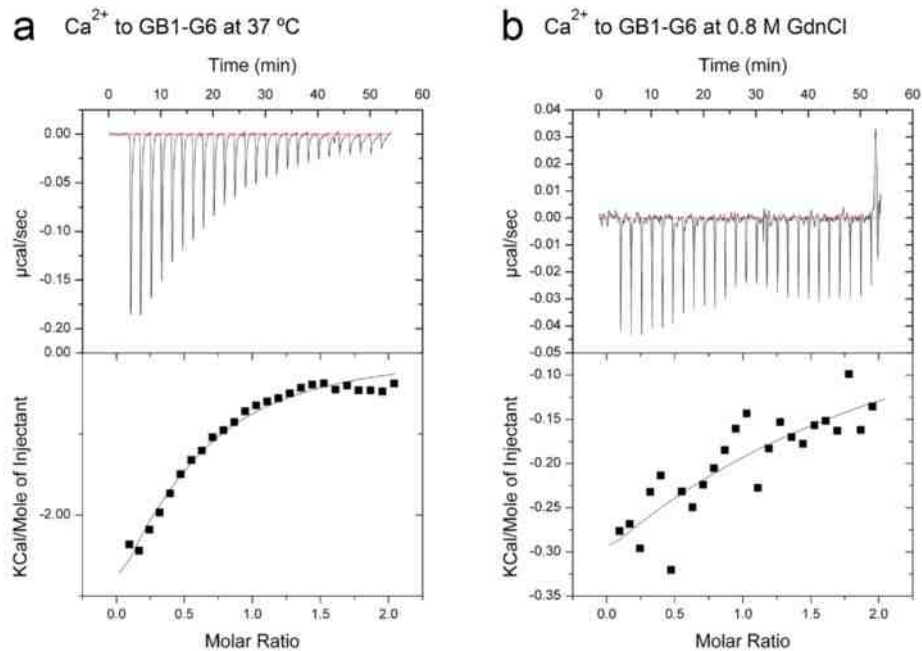 a Ca²⁺ to GB1-G6 at 37 ºC
Time (min)
0 10 20 30 40 50 60
0.00
-0.05
-0.10
-0.15
-0.20
µcal/sec
0.00
-2.00
KCal/Mole of Injectant
0.0 0.5 1.0 1.5 2.0
Molar Ratio
b Ca²⁺ to GB1-G6 at 0.8 M GdnCl
Time (min)
0 10 20 30 40 50 60
0.04
0.03
0.02
0.01
0.00
-0.01
-0.02
-0.03
-0.04
-0.05
µcal/sec
-0.10
-0.15
-0.20
-0.25
-0.30
-0.35
KCal/Mole of Injectant
0.0 0.5 1.0 1.5 2.0
Molar Ratio